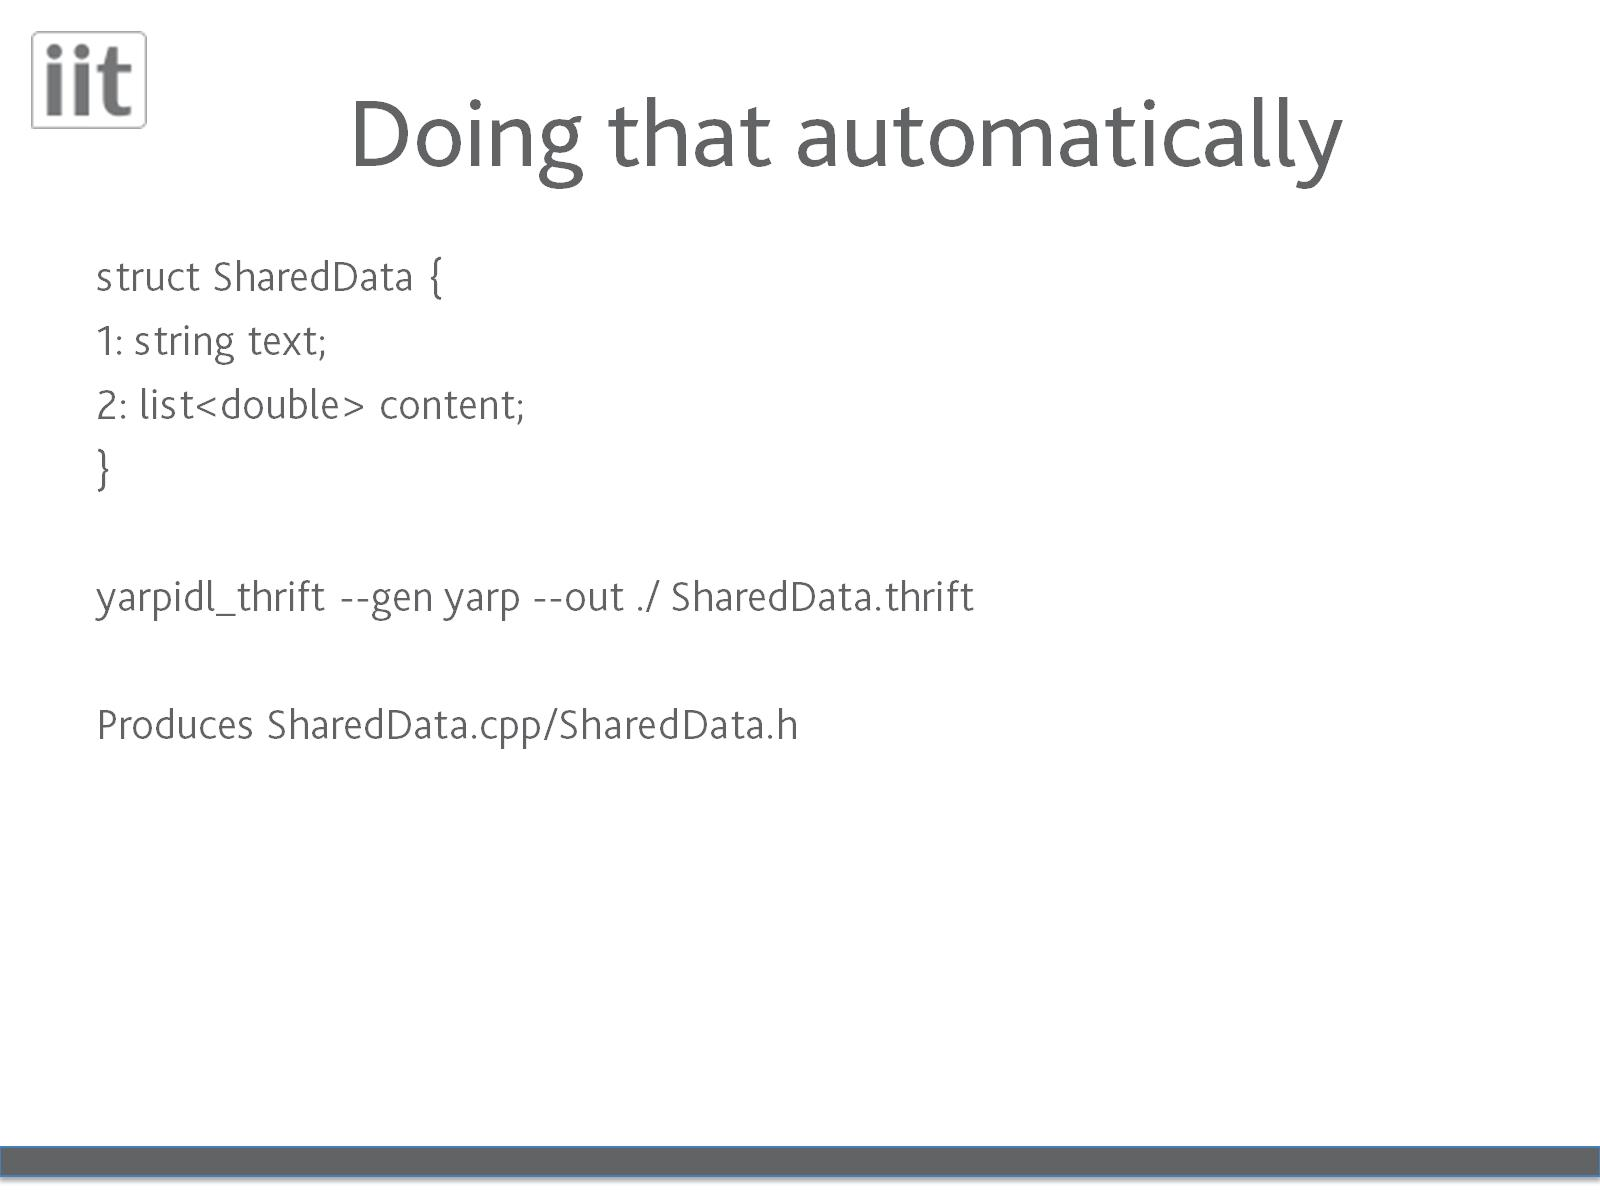 iit
Doing that automatically
struct SharedData {
1: string text;
2: list<double> content;
}
yarpidl_thrift --gen yarp --out ./ SharedData.thrift
Produces SharedData.cpp/SharedData.h